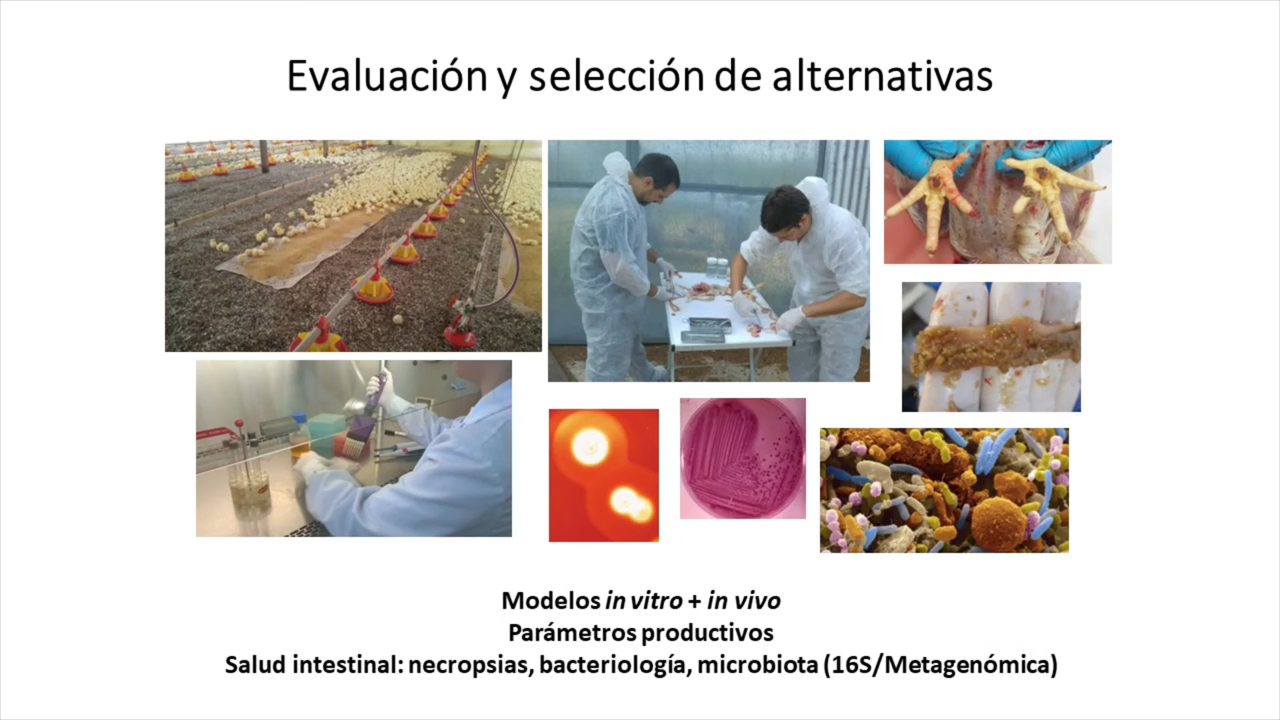 Evaluación y selección de alternativas
Modelos in vitro + in vivo
Parámetros productivos
Salud intestinal: necropsias, bacteriología, microbiota (16S/Metagenómica)